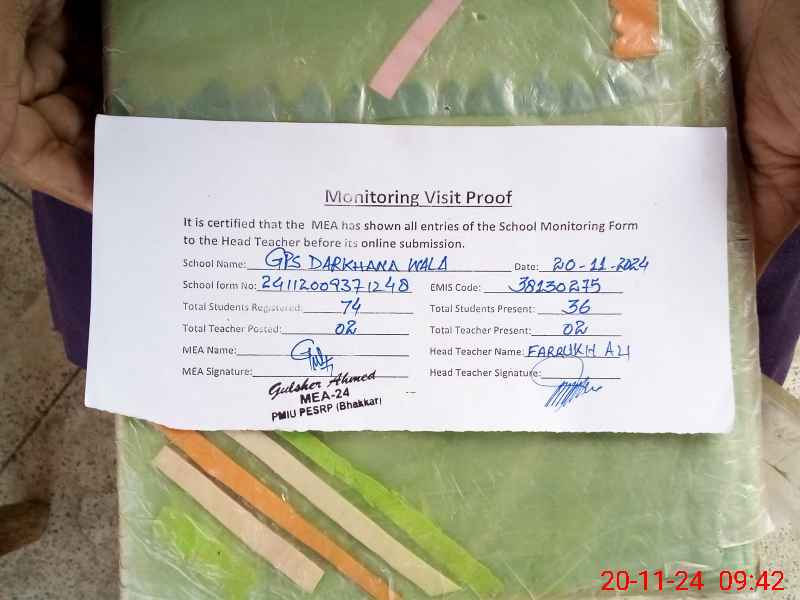 Monitoring Visit Proof
It is certified that the MEA has shown all entries of the School Monitoring Form
to the Head Teacher before its online submission.
School Name: GPS DARKHANA WALA Date: 20-11-2024
School form No: 24112009371248 EMIS Code: 38130275
Total Students Registered: 74 Total Students Present: 36
Total Teacher Posted: 02 Total Teacher Present: 02
MEA Name: Head Teacher Name: FARRUKH ALI
MEA Signature: Head Teacher Signature:
Gulsher Ahmed
MEA-24
PMIU PESRP (Bhakkar)
20-11-24 09:42